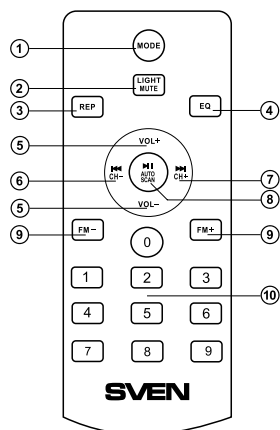 ① MODE
② LIGHT MUTE
③ REP EQ ④
⑤ VOL+
⑥ ⏮ CH− ⏯ AUTO SCAN ⏭ CH+ ⑦
⑧
⑤ VOL−
⑨ FM− FM+ ⑨
0
1 2 3
⑩
4 5 6
7 8 9
SVEN